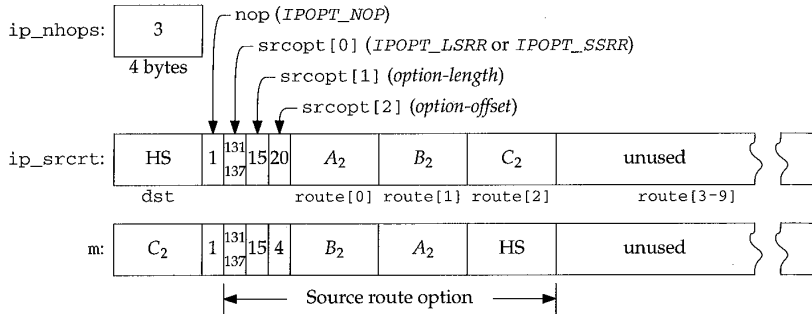 nop (IPOPT_NOP)
ip_nhops: 3
srcopt[0] (IPOPT_LSRR or IPOPT_SSRR)
4 bytes
srcopt[1] (option-length)
srcopt[2] (option-offset)
ip_srcrt: HS 1 131 137 15 20 A2 B2 C2 unused
dst route[0] route[1} route[2] route[3-9]
m: C2 1 131 137 15 4 B2 A2 HS unused
Source route option